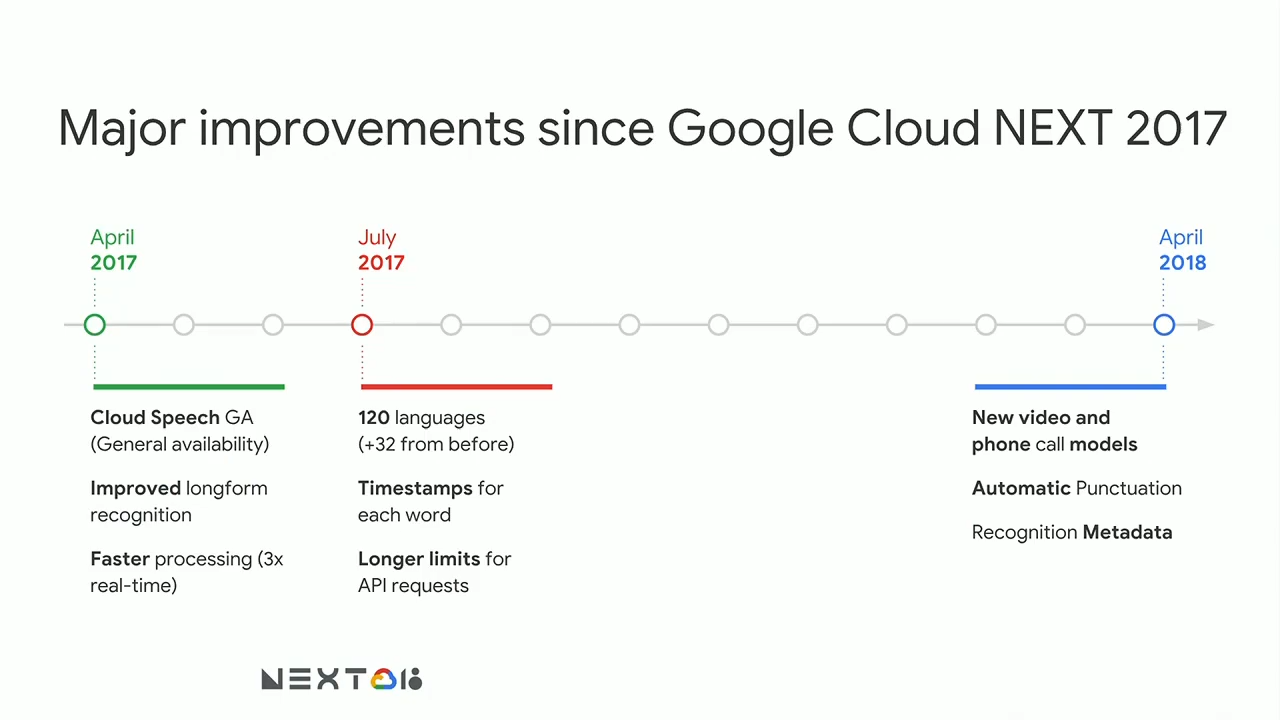 Major improvements since Google Cloud NEXT 2017
April
2017
July
2017
April
2018
Cloud Speech GA
(General availability)
Improved longform
recognition
Faster processing (3x
real-time)
120 languages
(+32 from before)
Timestamps for
each word
Longer limits for
API requests
New video and
phone call models
Automatic Punctuation
Recognition Metadata
NEXT 18